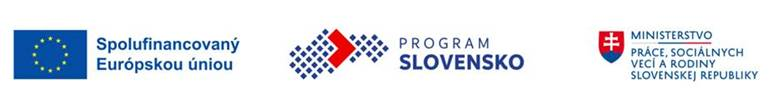 Spolufinancovaný
Európskou úniou
PROGRAM
SLOVENSKO
MINISTERSTVO
PRÁCE, SOCIÁLNYCH
VECÍ A RODINY
SLOVENSKEJ REPUBLIKY